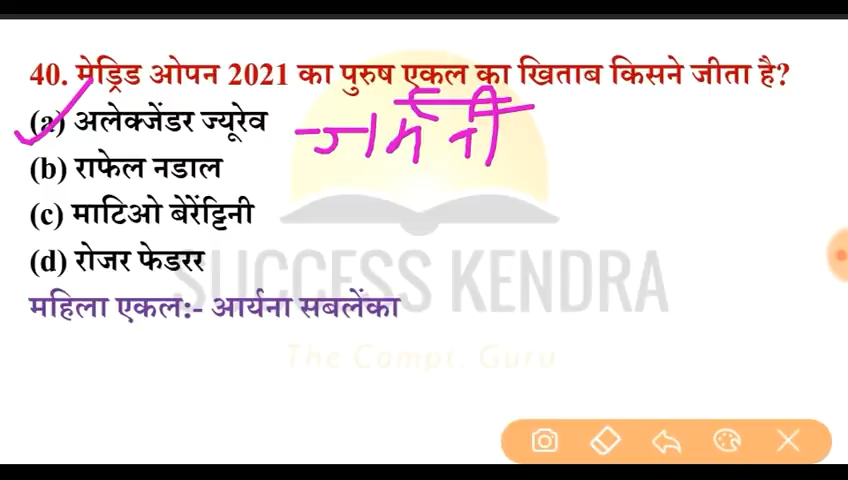 40. मेड्रिड ओपन 2021 का पुरुष एकल का खिताब किसने जीता है?
(a) अलेक्जेंडर ज्यूरेव
जर्मनी
(b) राफेल नडाल
(c) माटिओ बेरेंट्टिनी
(d) रोजर फेडरर
SUCCESS KENDRA
महिला एकल:- आर्यना सबलेंका
The Compt. Guru